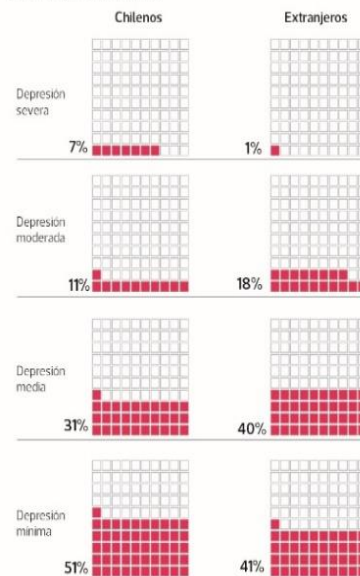 Chilenos Extranjeros
Depresión
severa
7% 1%
Depresión
moderada
11% 18%
Depresión
media
31% 40%
Depresión
mínima
51% 41%